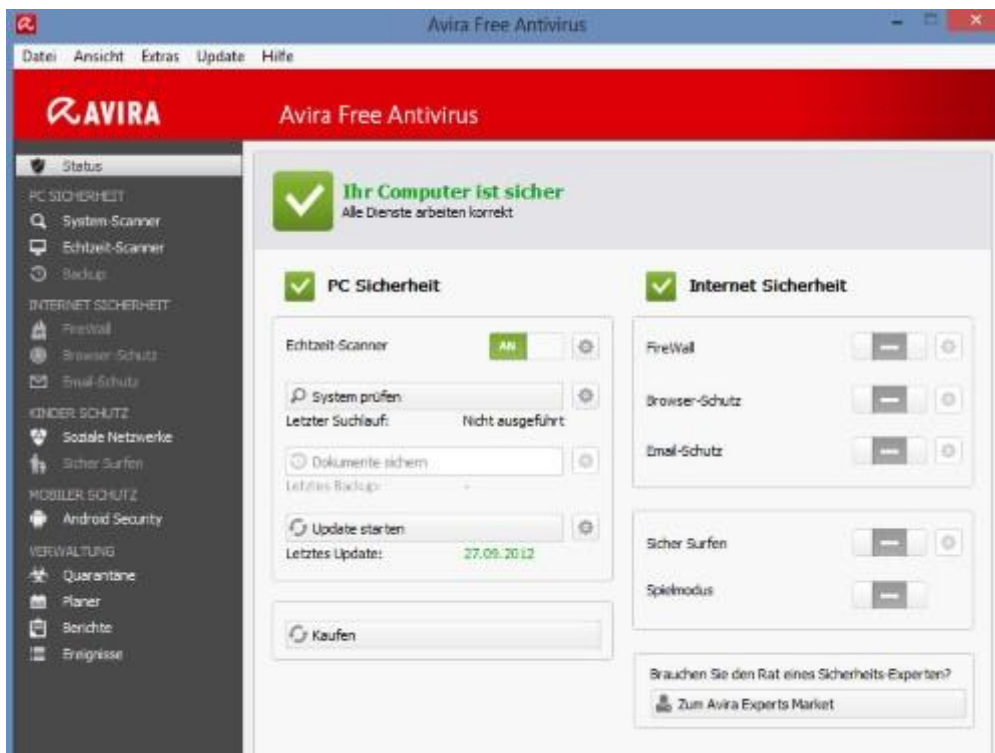 Avira Free Antivirus
Datei Ansicht Extras Update Hilfe
AVIRA
Avira Free Antivirus
Status
PC SICHERHEIT
System-Scanner
Echtzeit-Scanner
Backup
INTERNET SICHERHEIT
FireWall
Browser-Schutz
Email-Schutz
KINDER SCHUTZ
Soziale Netzwerke
Sicher Surfen
MOBILER SCHUTZ
Android Security
VERWALTUNG
Quarantäne
Planer
Berichte
Ereignisse
Ihr Computer ist sicher
Alle Dienste arbeiten korrekt
PC Sicherheit
Echtzeit-Scanner AN
System prüfen
Letzter Suchlauf: Nicht ausgeführt
Dokumente sichern
Letztes Backup: -
Update starten
Letztes Update: 27.09.2012
Kaufen
Internet Sicherheit
FireWall
Browser-Schutz
Email-Schutz
Sicher Surfen
Spielmodus
Brauchen Sie den Rat eines Sicherheits-Experten?
Zum Avira Experts Market